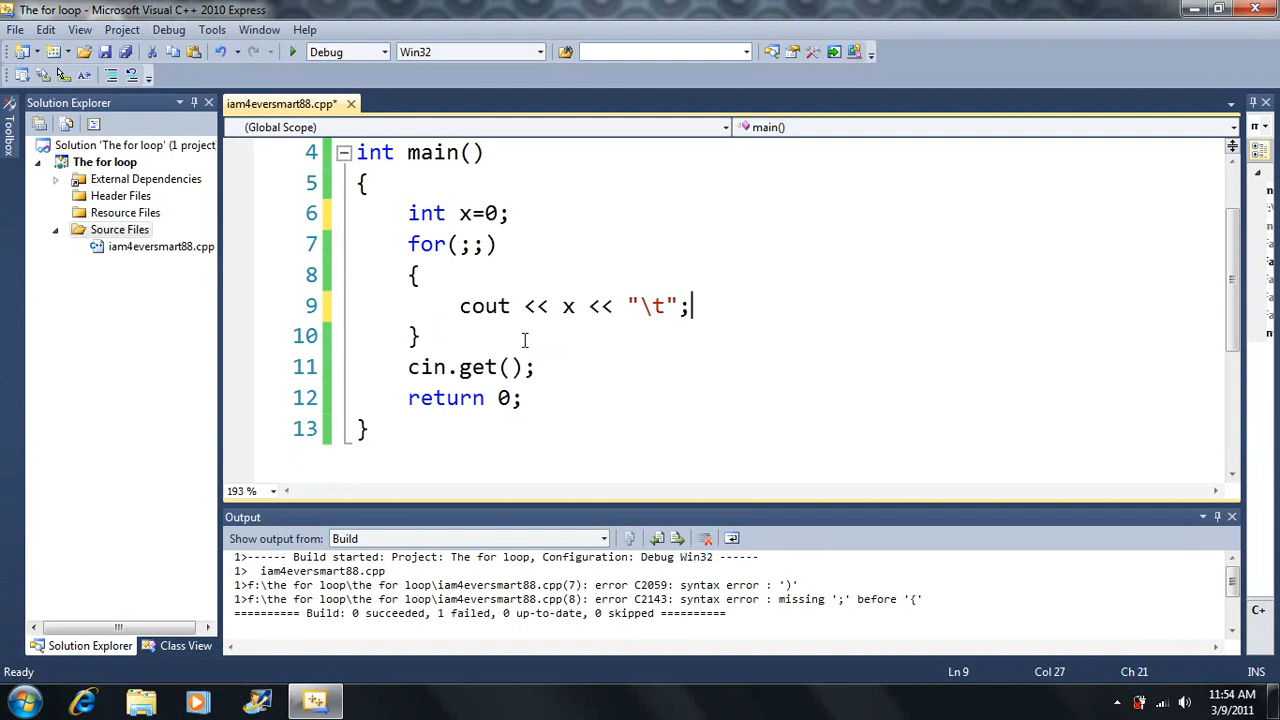 The for loop - Microsoft Visual C++ 2010 Express
File Edit View Project Debug Tools Window Help
Debug Win32
Solution Explorer
iam4eversmart88.cpp*
(Global Scope) main()
Toolbox
Solution 'The for loop' (1 project
The for loop
External Dependencies
Header Files
Resource Files
Source Files
iam4eversmart88.cpp
4 int main()
5 {
6 int x=0;
7 for(;;)
8 {
9 cout << x << "\t";
10 }
11 cin.get();
12 return 0;
13 }
193 %
Output
Show output from: Build
1>------ Build started: Project: The for loop, Configuration: Debug Win32 ------
1> iam4eversmart88.cpp
1>f:\the for loop\the for loop\iam4eversmart88.cpp(7): error C2059: syntax error : ')'
1>f:\the for loop\the for loop\iam4eversmart88.cpp(8): error C2143: syntax error : missing ';' before '{'
========== Build: 0 succeeded, 1 failed, 0 up-to-date, 0 skipped ==========
C+
Solution Explorer Class View
Ready Ln 9 Col 27 Ch 21 INS
11:54 AM
3/9/2011